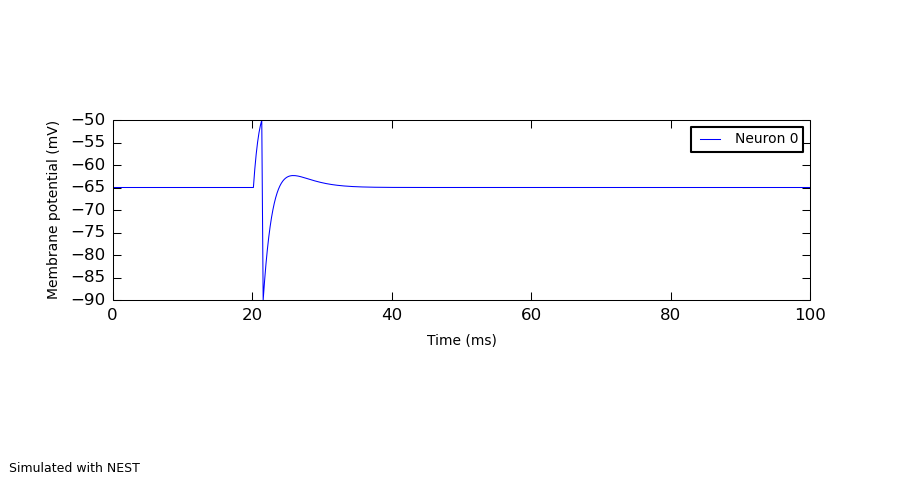 Membrane potential (mV)
−50
−55
−60
−65
−70
−75
−80
−85
−90
Neuron 0
0 20 40 60 80 100
Time (ms)
Simulated with NEST